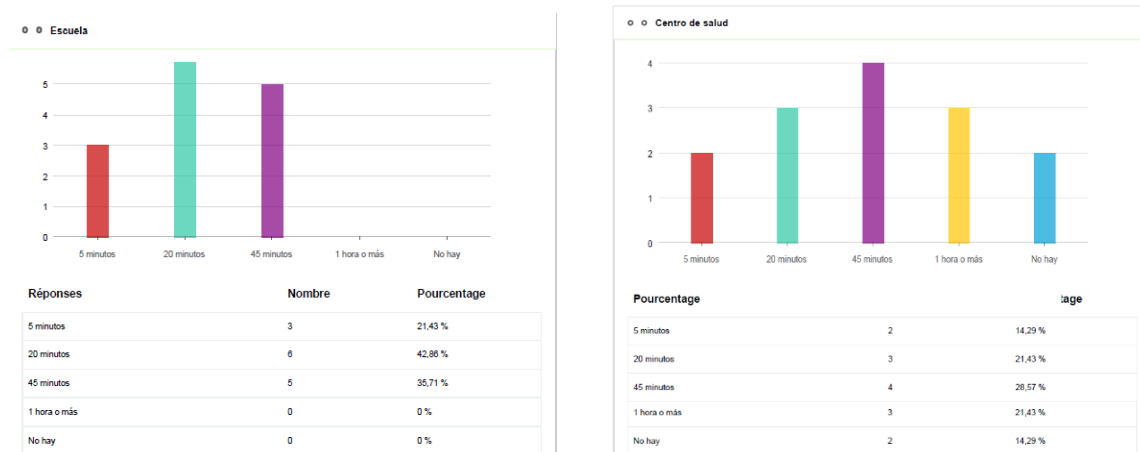 Escuela
5
4
3
2
1
0
5 minutos 20 minutos 45 minutos 1 hora o más No hay
Réponses Nombre Pourcentage
5 minutos 3 21,43 %
20 minutos 6 42,86 %
45 minutos 5 35,71 %
1 hora o más 0 0 %
No hay 0 0 %
Centro de salud
4
3
2
1
0
5 minutos 20 minutos 45 minutos 1 hora o más No hay
Pourcentage tage
5 minutos 2 14,29 %
20 minutos 3 21,43 %
45 minutos 4 28,57 %
1 hora o más 3 21,43 %
No hay 2 14,29 %